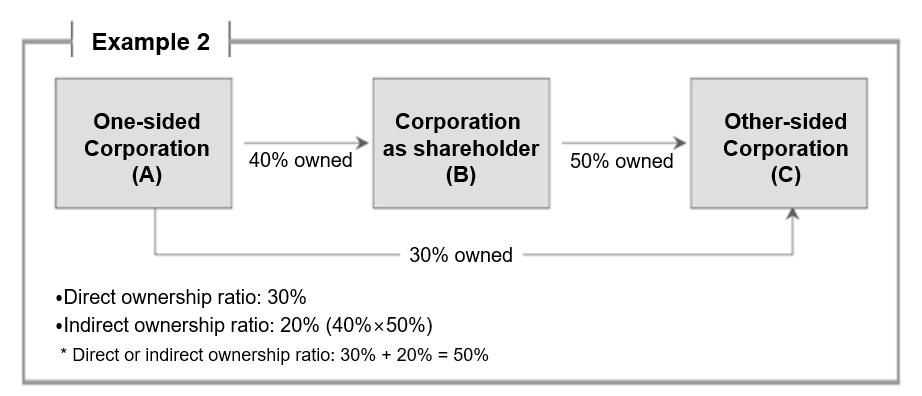 Example 2
One-sided
Corporation
(A)
40% owned
Corporation
as shareholder
(B)
50% owned
Other-sided
Corporation
(C)
30% owned
•Direct ownership ratio: 30%
•Indirect ownership ratio: 20% (40%×50%)
* Direct or indirect ownership ratio: 30% + 20% = 50%